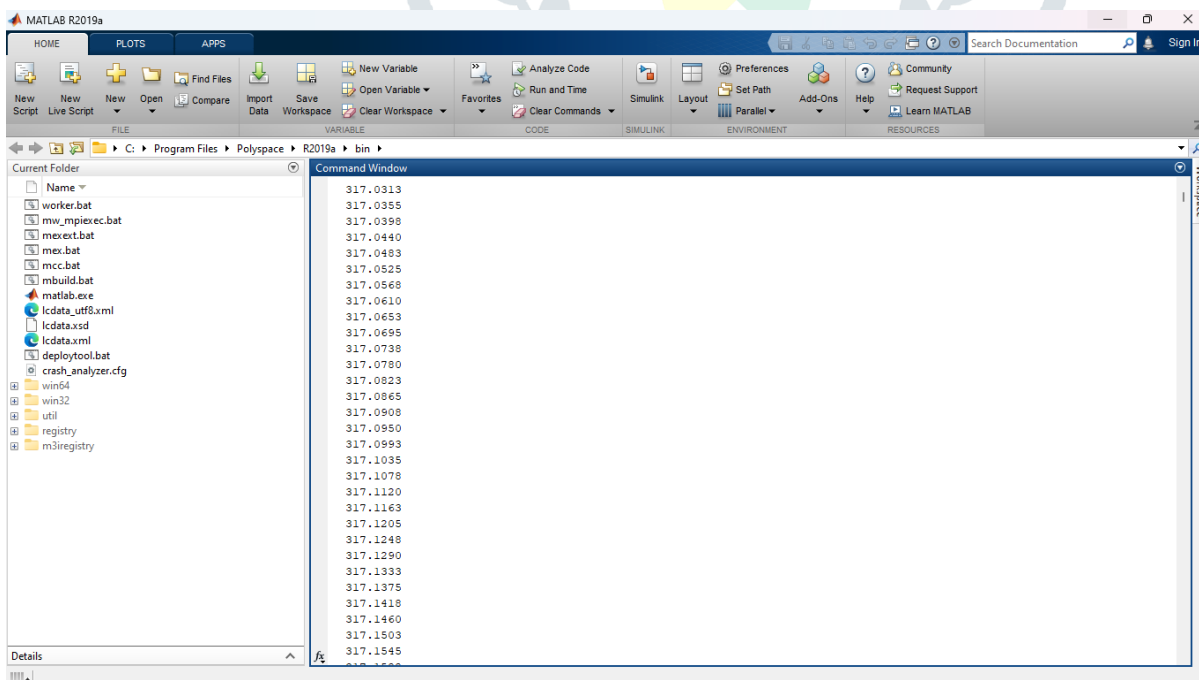 MATLAB R2019a
HOME PLOTS APPS
Search Documentation
Sign In
New Script
New Live Script
New
Open
Find Files
Compare
Import Data
Save Workspace
New Variable
Open Variable
Clear Workspace
Favorites
Analyze Code
Run and Time
Clear Commands
Simulink
Layout
Preferences
Set Path
Parallel
Add-Ons
Help
Community
Request Support
Learn MATLAB
FILE VARIABLE CODE SIMULINK ENVIRONMENT RESOURCES
C: Program Files Polyspace R2019a bin
Current Folder
Name
worker.bat
mw_mpiexec.bat
mexext.bat
mex.bat
mcc.bat
mbuild.bat
matlab.exe
lcdata_utf8.xml
lcdata.xsd
lcdata.xml
deploytool.bat
crash_analyzer.cfg
win64
win32
util
registry
m3iregistry
Details
Command Window
317.0313
317.0355
317.0398
317.0440
317.0483
317.0525
317.0568
317.0610
317.0653
317.0695
317.0738
317.0780
317.0823
317.0865
317.0908
317.0950
317.0993
317.1035
317.1078
317.1120
317.1163
317.1205
317.1248
317.1290
317.1333
317.1375
317.1418
317.1460
317.1503
317.1545
fx